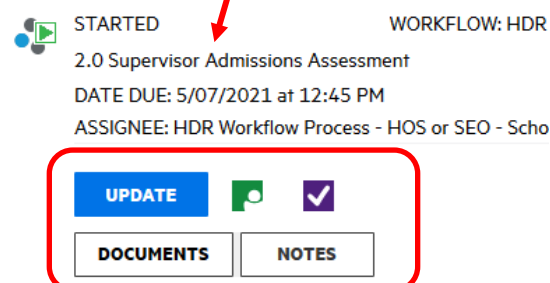 STARTED WORKFLOW: HDR
2.0 Supervisor Admissions Assessment
DATE DUE: 5/07/2021 at 12:45 PM
ASSIGNEE: HDR Workflow Process - HOS or SEO - Scho
UPDATE
DOCUMENTS NOTES